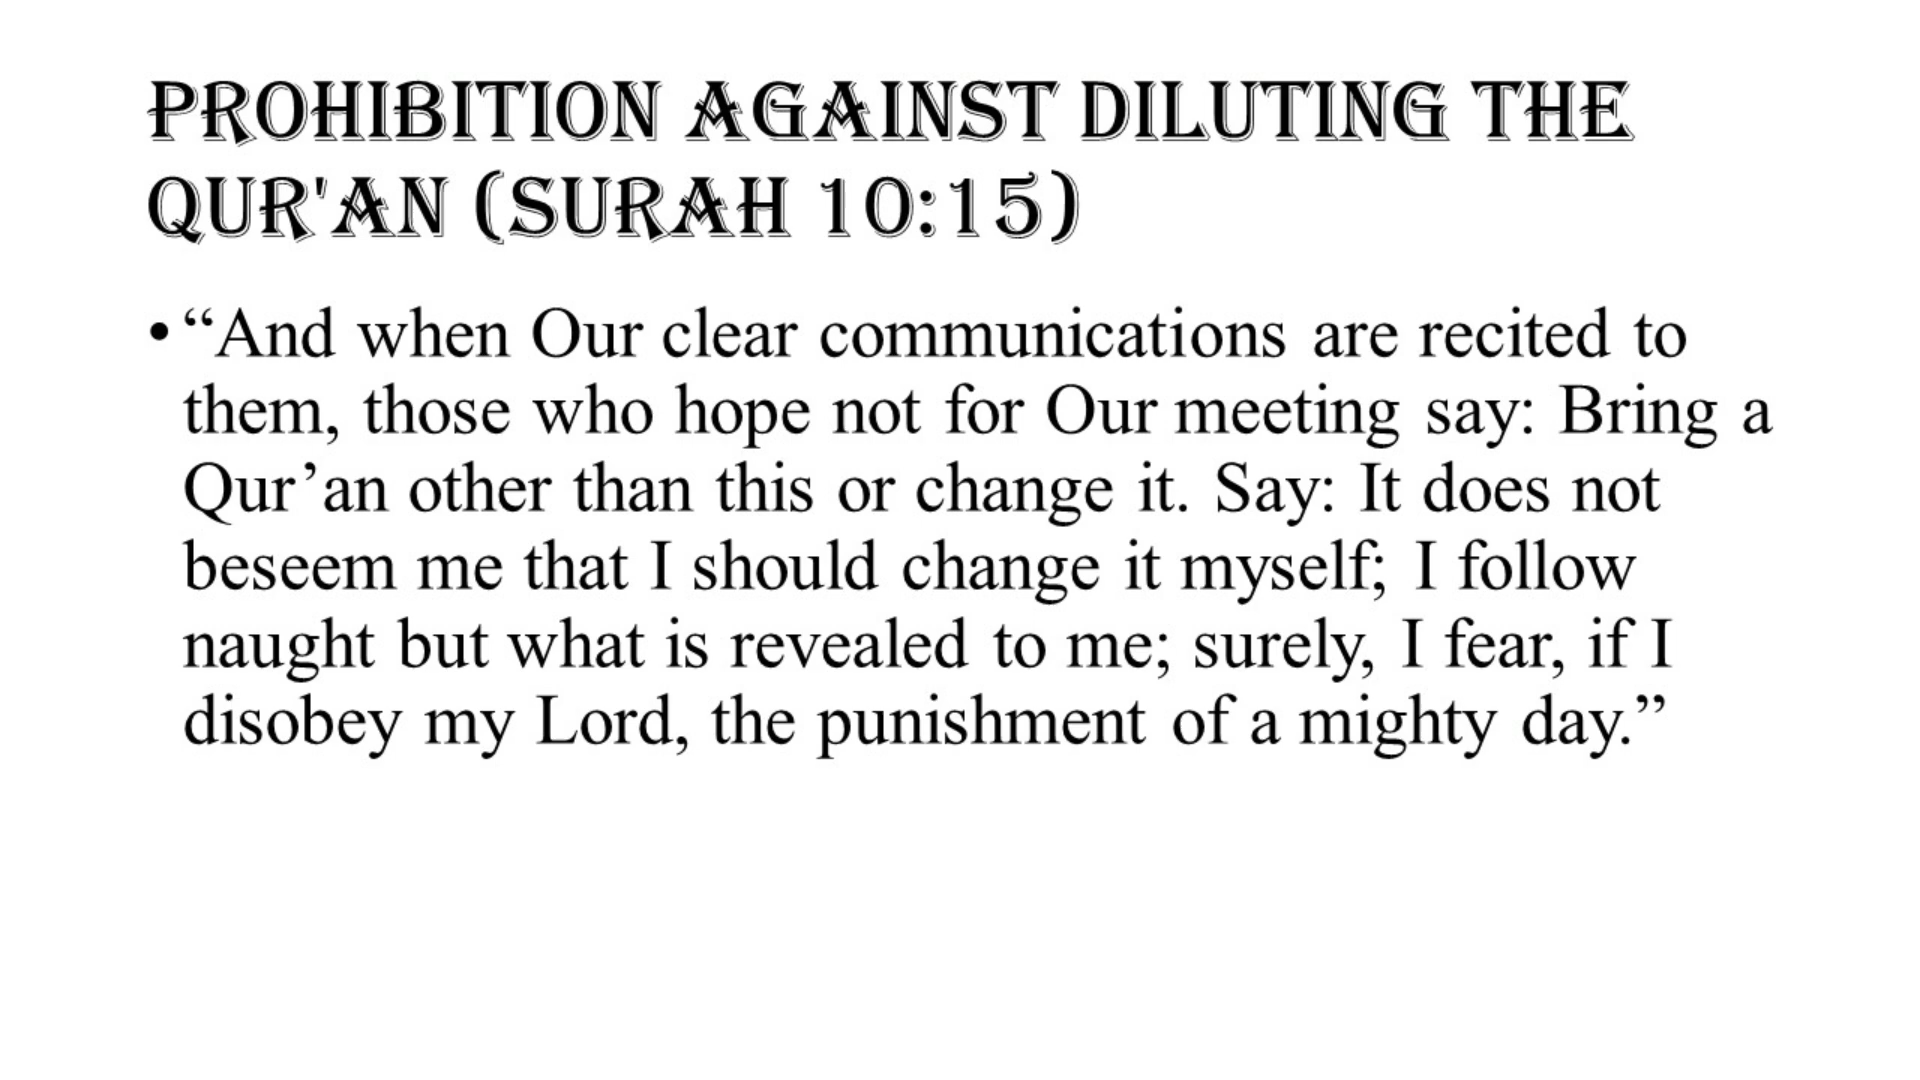 PROHIBITION AGAINST DILUTING THE
QUR'AN (SURAH 10:15)
• “And when Our clear communications are recited to
them, those who hope not for Our meeting say: Bring a
Qur’an other than this or change it. Say: It does not
beseem me that I should change it myself; I follow
naught but what is revealed to me; surely, I fear, if I
disobey my Lord, the punishment of a mighty day.”